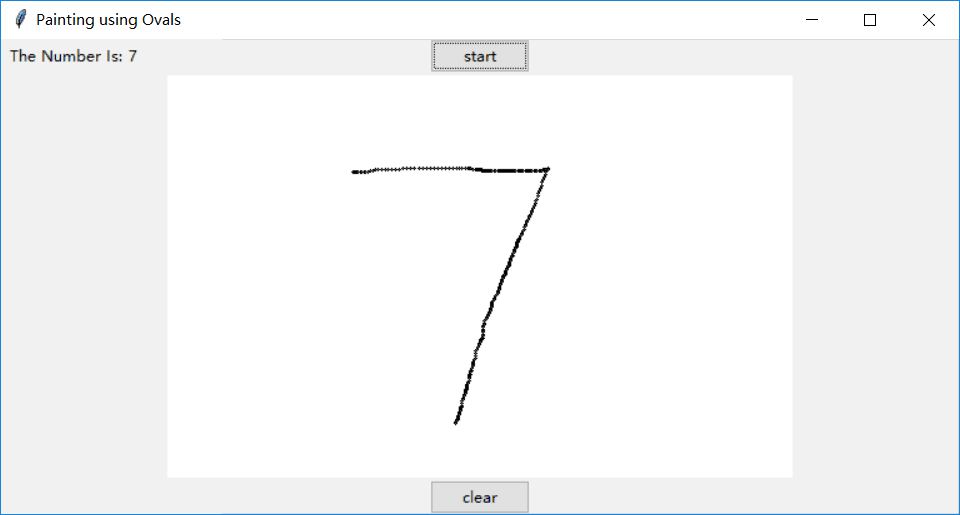 Painting using Ovals
The Number Is: 7
start
7
clear